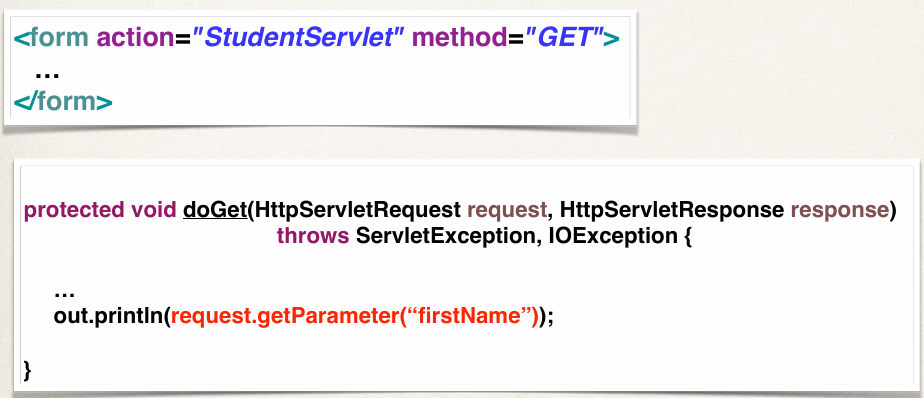 <form action="StudentServlet" method="GET">
…
</form>
protected void doGet(HttpServletRequest request, HttpServletResponse response)
throws ServletException, IOException {
…
out.println(request.getParameter(“firstName”));
}